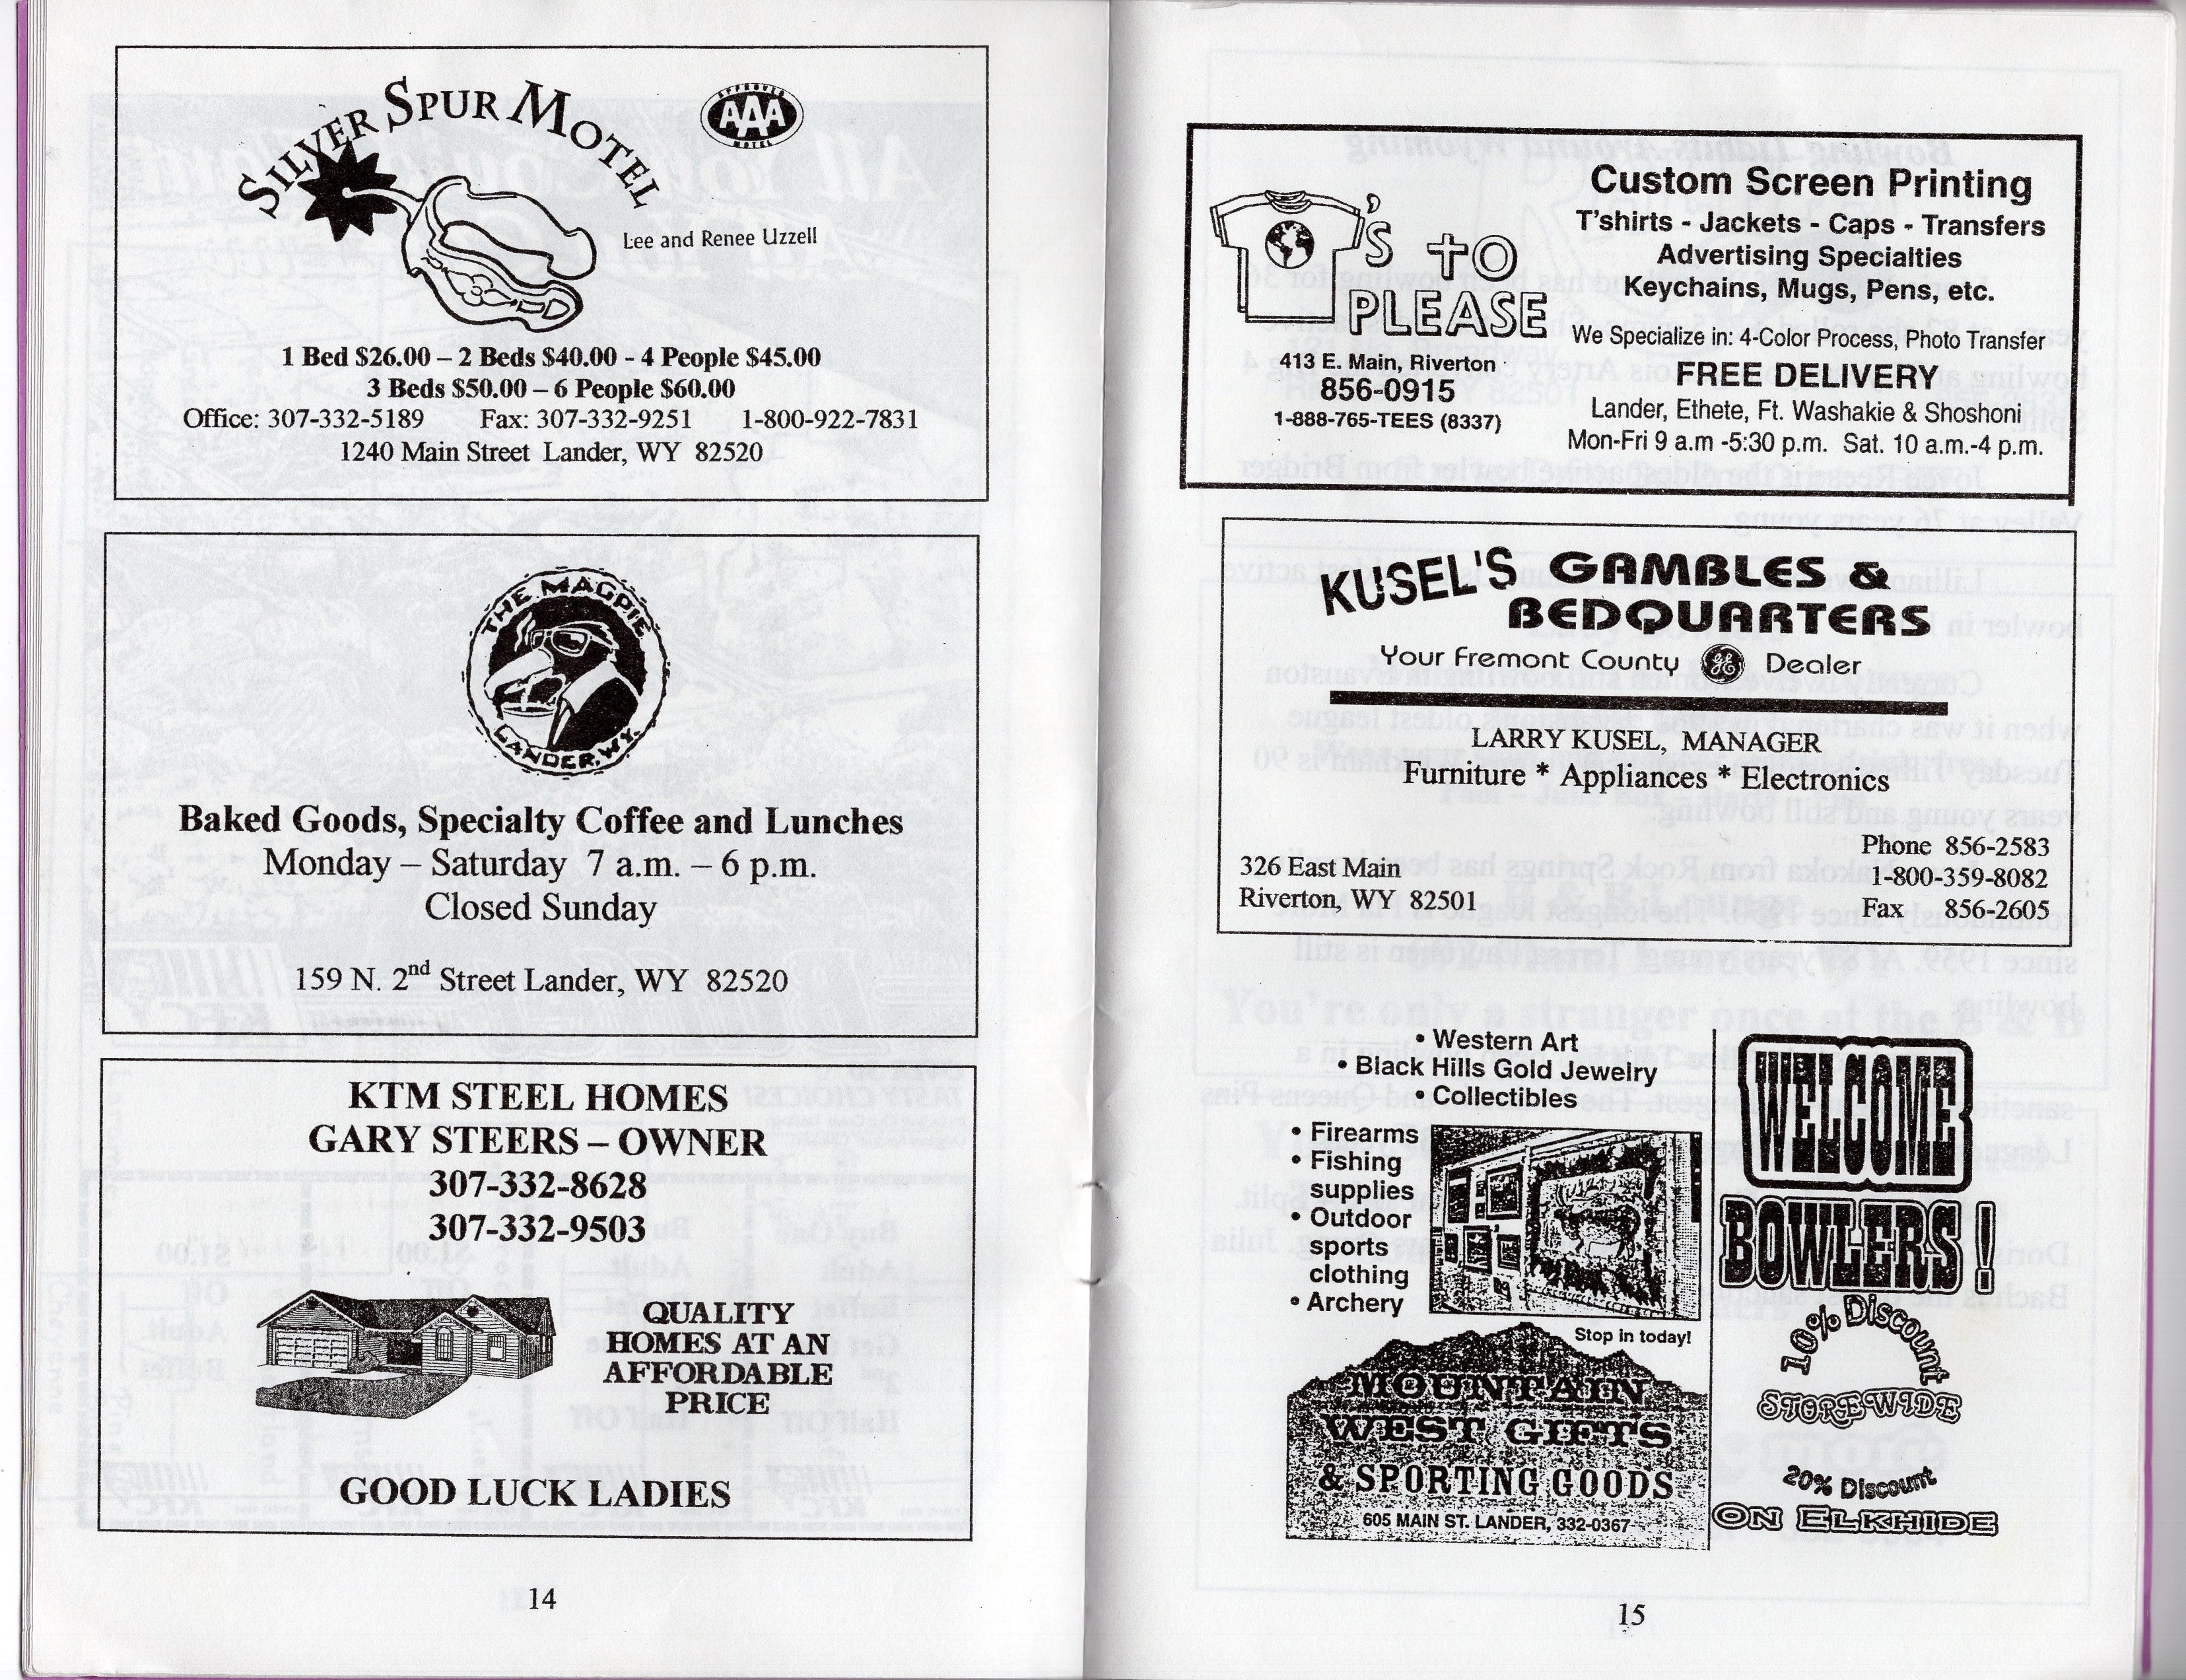 SILVER SPUR MOTEL
APPROVED
AAA
MOTEL
Lee and Renee Uzzell
1 Bed $26.00 – 2 Beds $40.00 - 4 People $45.00
3 Beds $50.00 – 6 People $60.00
Office: 307-332-5189 Fax: 307-332-9251 1-800-922-7831
1240 Main Street Lander, WY 82520
THE MAGPIE
LANDER, WY.
Baked Goods, Specialty Coffee and Lunches
Monday – Saturday 7 a.m. – 6 p.m.
Closed Sunday
159 N. 2nd Street Lander, WY 82520
KTM STEEL HOMES
GARY STEERS – OWNER
307-332-8628
307-332-9503
QUALITY
HOMES AT AN
AFFORDABLE
PRICE
GOOD LUCK LADIES
14
'S TO
PLEASE
413 E. Main, Riverton
856-0915
1-888-765-TEES (8337)
Custom Screen Printing
T'shirts - Jackets - Caps - Transfers
Advertising Specialties
Keychains, Mugs, Pens, etc.
We Specialize in: 4-Color Process, Photo Transfer
FREE DELIVERY
Lander, Ethete, Ft. Washakie & Shoshoni
Mon-Fri 9 a.m -5:30 p.m. Sat. 10 a.m.-4 p.m.
KUSEL'S GAMBLES &
BEDQUARTERS
Your Fremont County GE Dealer
LARRY KUSEL, MANAGER
Furniture * Appliances * Electronics
326 East Main
Riverton, WY 82501
Phone 856-2583
1-800-359-8082
Fax 856-2605
• Western Art
• Black Hills Gold Jewelry
• Collectibles
• Firearms
• Fishing
supplies
• Outdoor
sports
clothing
• Archery
Stop in today!
MOUNTAIN
WEST GIFTS
& SPORTING GOODS
605 MAIN ST. LANDER, 332-0367
WELCOME
BOWLERS!
10% Discount
STOREWIDE
20% Discount
ON ELKHIDE
15